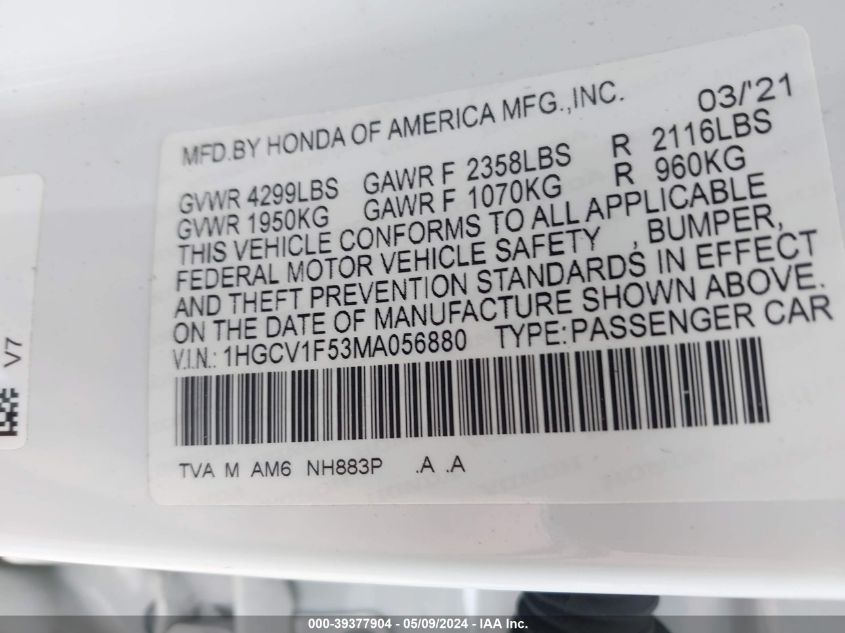 MFD.BY HONDA OF AMERICA MFG.,INC. 03/'21
GVWR 4299LBS GAWR F 2358LBS R 2116LBS
GVWR 1950KG GAWR F 1070KG R 960KG
THIS VEHICLE CONFORMS TO ALL APPLICABLE
FEDERAL MOTOR VEHICLE SAFETY , BUMPER,
AND THEFT PREVENTION STANDARDS IN EFFECT
ON THE DATE OF MANUFACTURE SHOWN ABOVE.
V.I.N.: 1HGCV1F53MA056880 TYPE:PASSENGER CAR
TVA M AM6 NH883P .A .A
V7
000-39377904 | 05/09/2024 | IAA Inc.